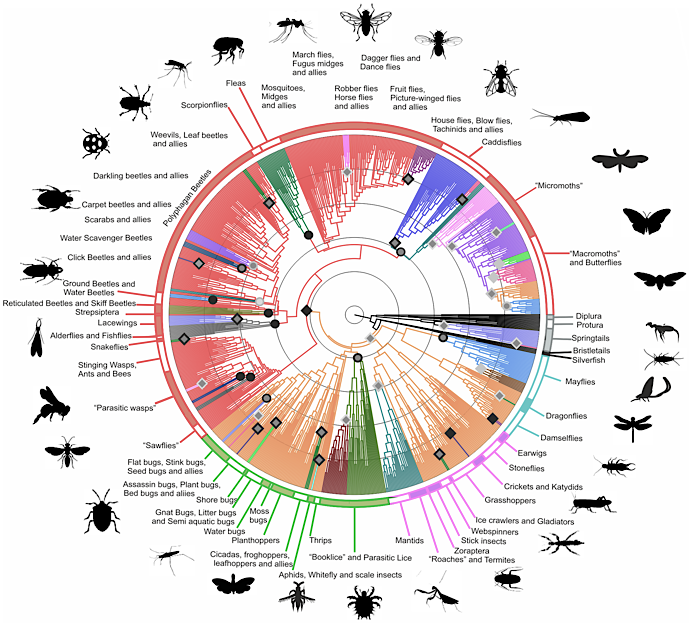 March flies,
Fugus midges
and allies
Dagger flies and
Dance flies
Fleas
Mosquitoes,
Midges
and allies
Robber flies
Horse flies
and allies
Fruit flies,
Picture-winged flies
and allies
Scorpionflies
House flies, Blow flies,
Tachinids and allies
Caddisflies
Weevils, Leaf beetles
and allies
Darkling beetles and allies
Polyphagan Beetles
"Micromoths"
Carpet beetles and allies
Scarabs and allies
Water Scavenger Beetles
Click Beetles and allies
"Macromoths"
and Butterflies
Ground Beetles and
Water Beetles
Reticulated Beetles and Skiff Beetles
Strepsiptera
Lacewings
Alderflies and Fishflies
Snakeflies
Stinging Wasps,
Ants and Bees
"Parasitic wasps"
"Sawflies"
Diplura
Protura
Springtails
Bristletails
Silverfish
Mayflies
Dragonflies
Damselflies
Earwigs
Stoneflies
Crickets and Katydids
Grasshoppers
Ice crawlers and Gladiators
Webspinners
Stick insects
Zoraptera
"Roaches" and Termites
Mantids
Flat bugs, Stink bugs,
Seed bugs and allies
Assassin bugs, Plant bugs,
Bed bugs and allies
Shore bugs
Gnat Bugs, Litter bugs
and Semi aquatic bugs
Water bugs
Moss
bugs
Planthoppers
Cicadas, froghoppers,
leafhoppers and allies
Thrips
"Booklice" and Parasitic Lice
Aphids, Whitefly and scale insects